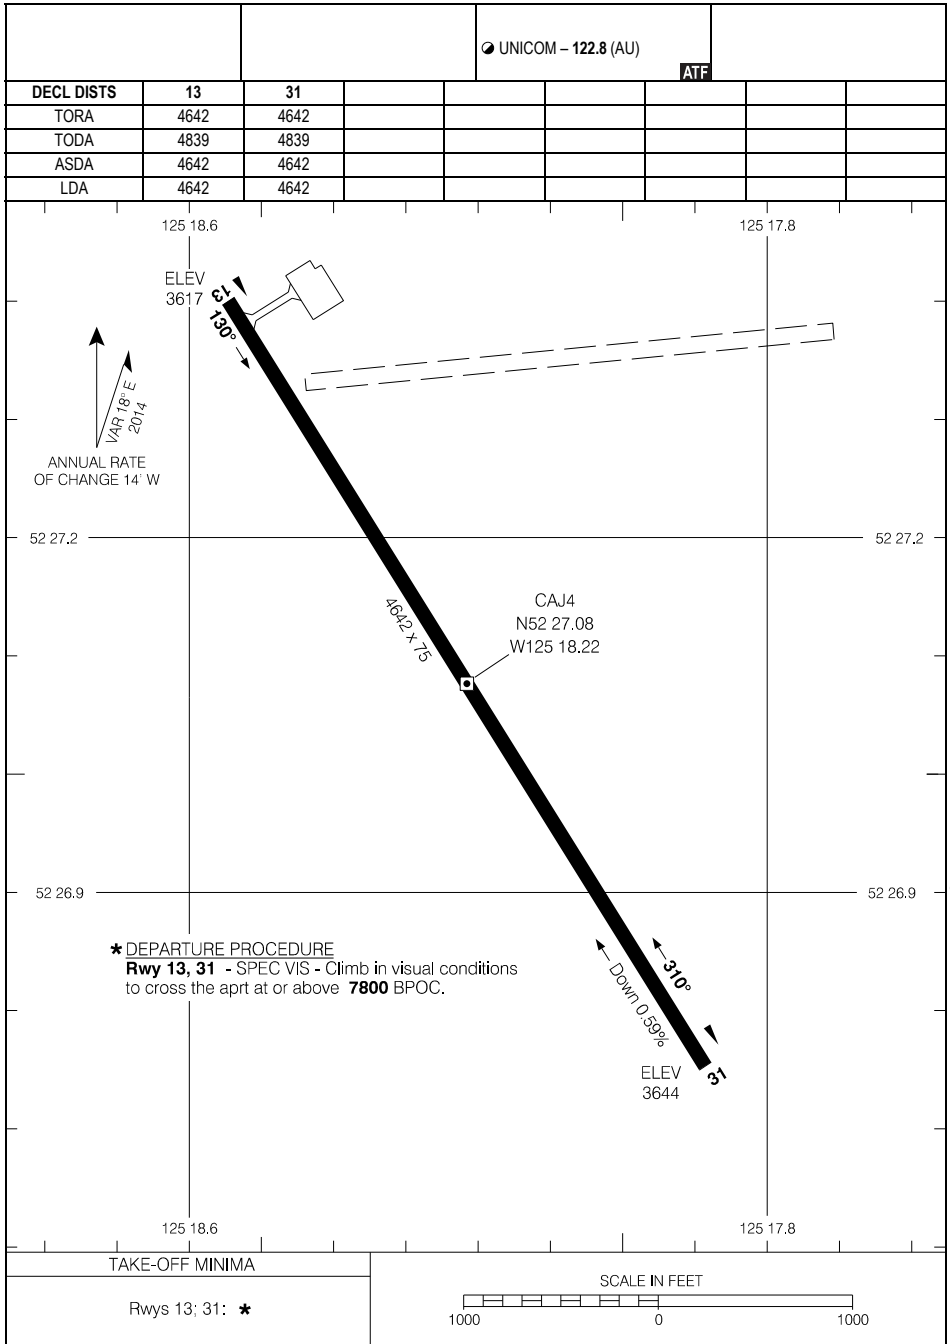 UNICOM – 122.8 (AU)
ATF
DECL DISTS 13 31
TORA 4642 4642
TODA 4839 4839
ASDA 4642 4642
LDA 4642 4642
125 18.6 125 17.8
ELEV
3617
13
130°
VAR 18° E
2014
ANNUAL RATE
OF CHANGE 14' W
52 27.2 52 27.2
4642 x 75
CAJ4
N52 27.08
W125 18.22
52 26.9 52 26.9
* DEPARTURE PROCEDURE
Rwy 13, 31 - SPEC VIS - Climb in visual conditions
to cross the aprt at or above 7800 BPOC.
310°
Down 0.59%
ELEV
3644
31
125 18.6 125 17.8
TAKE-OFF MINIMA
Rwys 13; 31: *
SCALE IN FEET
1000 0 1000